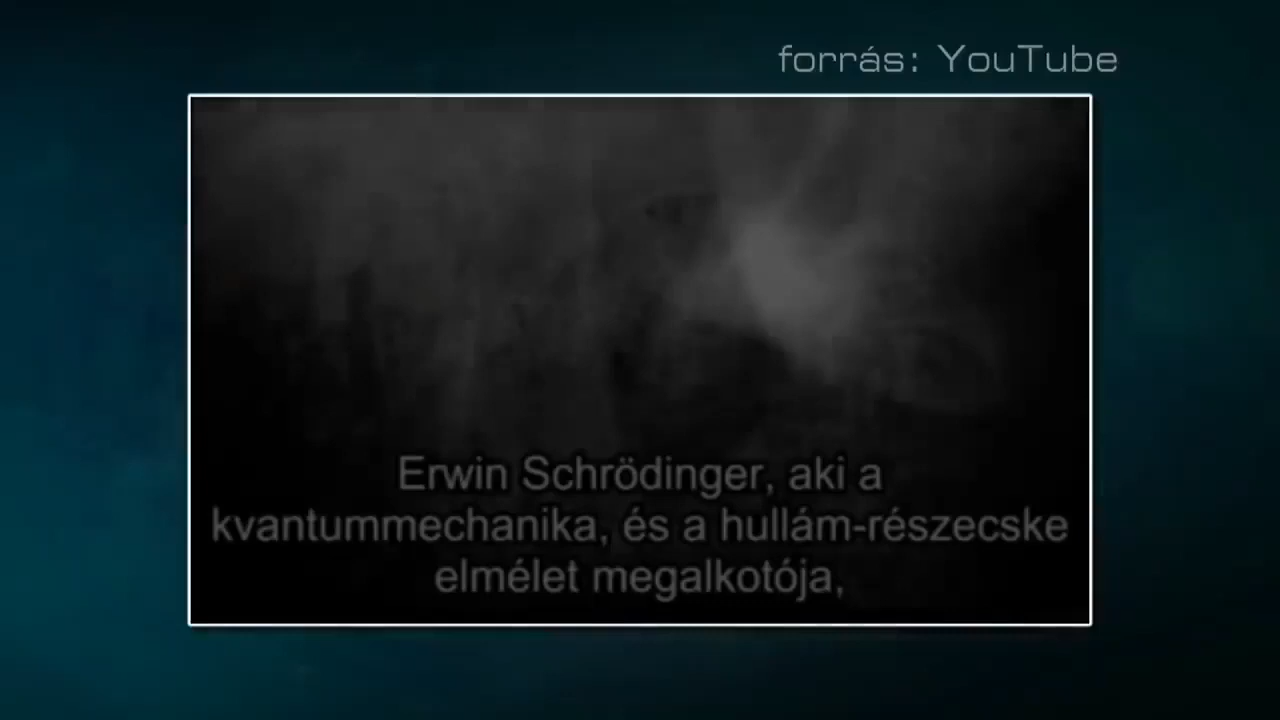 forrás: YouTube
Erwin Schrödinger, aki a
kvantummechanika, és a hullám-részecske
elmélet megalkotója,